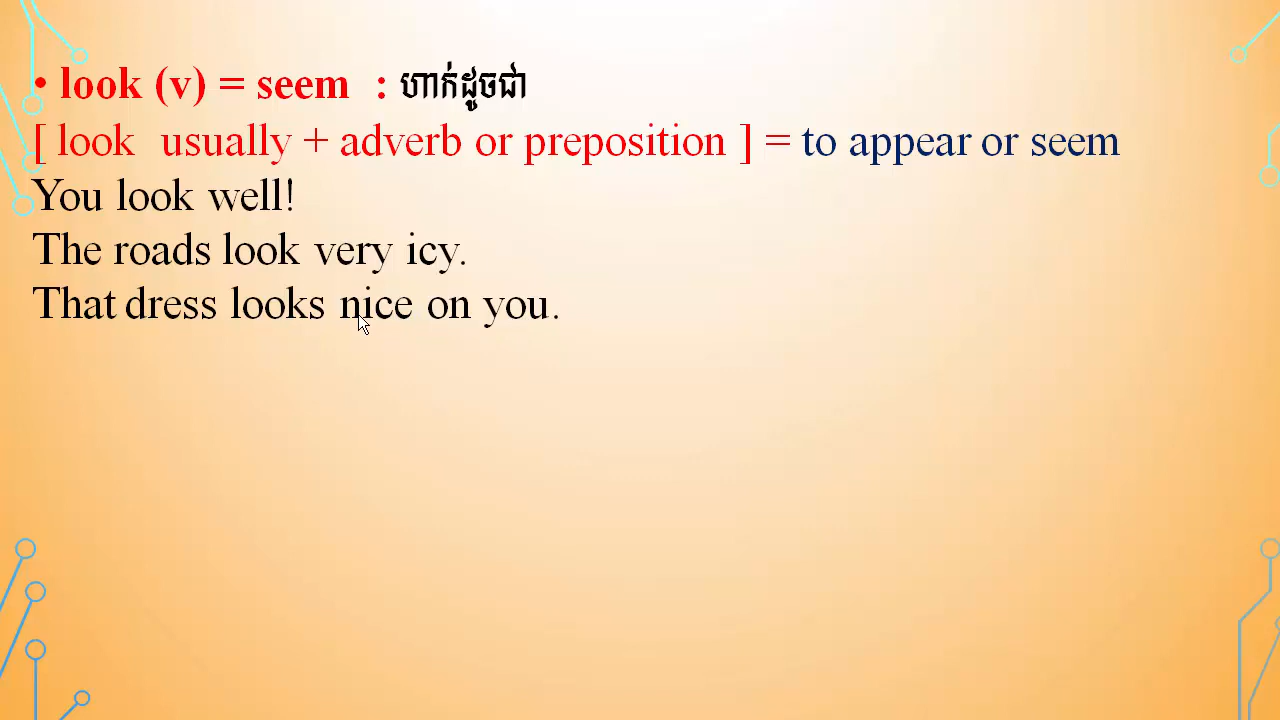 • look (v) = seem : ហាក់ដូចជា
[ look usually + adverb or preposition ] = to appear or seem
You look well!
The roads look very icy.
That dress looks nice on you.